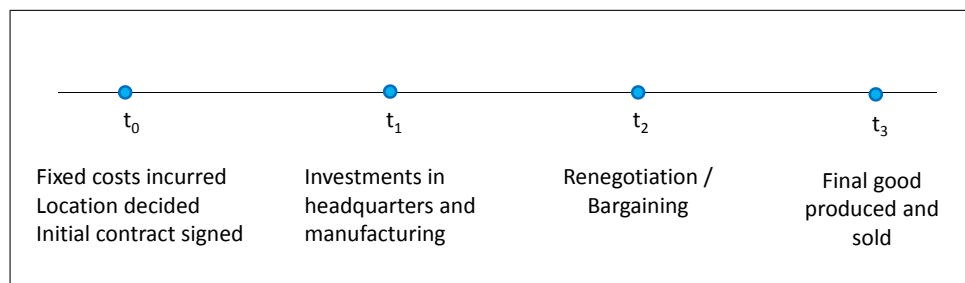 t0
t1
t2
t3
Fixed costs incurred
Location decided
Initial contract signed
Investments in
headquarters and
manufacturing
Renegotiation /
Bargaining
Final good
produced and
sold